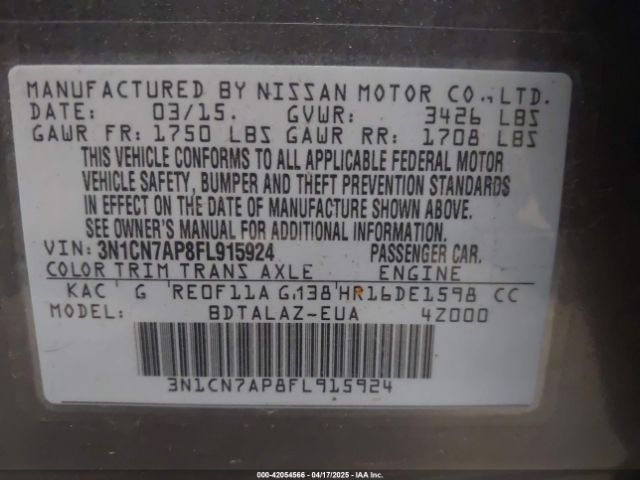 MANUFACTURED BY NISSAN MOTOR CO., LTD.
DATE: 03/15. GVWR: 3426 LBS
GAWR FR: 1750 LBS GAWR RR: 1708 LBS
THIS VEHICLE CONFORMS TO ALL APPLICABLE FEDERAL MOTOR
VEHICLE SAFETY, BUMPER AND THEFT PREVENTION STANDARDS
IN EFFECT ON THE DATE OF MANUFACTURE SHOWN ABOVE.
SEE OWNER'S MANUAL FOR ADDITIONAL INFORMATION.
VIN: 3N1CN7AP8FL915924 PASSENGER CAR.
COLOR TRIM TRANS AXLE ENGINE
KAC G RE0F11A G.138 HR16DE1598 CC
MODEL: BDTALAZ-EUA 4Z000
3N1CN7AP8FL915924
000-42054566 - 04/17/2025 - IAAI.COM